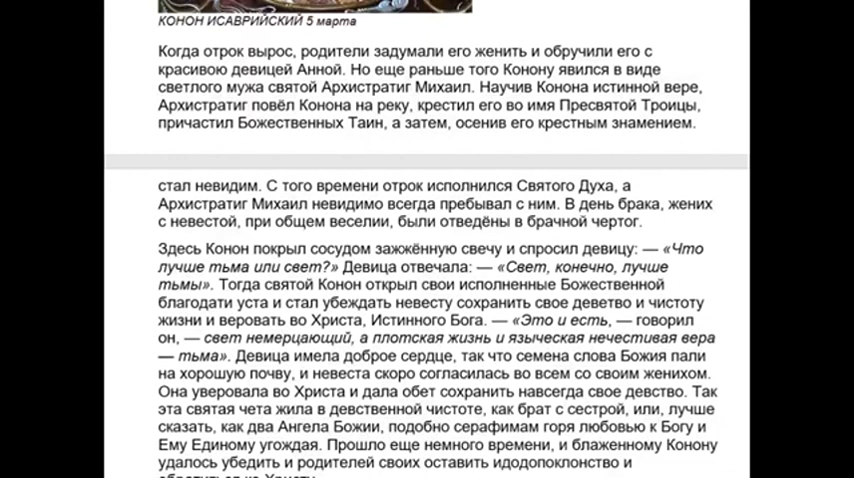 КОНОН ИСАВРИЙСКИЙ 5 марта
Когда отрок вырос, родители задумали его женить и обручили его с
красивою девицей Анной. Но еще раньше того Конону явился в виде
светлого мужа святой Архистратиг Михаил. Научив Конона истинной вере,
Архистратиг повёл Конона на реку, крестил его во имя Пресвятой Троицы,
причастил Божественных Таин, а затем, осенив его крестным знамением.
стал невидим. С того времени отрок исполнился Святого Духа, а
Архистратиг Михаил невидимо всегда пребывал с ним. В день брака, жених
с невестой, при общем веселии, были отведёны в брачной чертог.
Здесь Конон покрыл сосудом зажжённую свечу и спросил девицу: — «Что
лучше тьма или свет?» Девица отвечала: — «Свет, конечно, лучше
тьмы». Тогда святой Конон открыл свои исполненные Божественной
благодати уста и стал убеждать невесту сохранить свое деветво и чистоту
жизни и веровать во Христа, Истинного Бога. — «Это и есть, — говорил
он, — свет немерцающий, а плотская жизнь и языческая нечестивая вера
— тьма». Девица имела доброе сердце, так что семена слова Божия пали
на хорошую почву, и невеста скоро согласилась во всем со своим женихом.
Она уверовала во Христа и дала обет сохранить навсегда свое девство. Так
эта святая чета жила в девственной чистоте, как брат с сестрой, или, лучше
сказать, как два Ангела Божии, подобно серафимам горя любовью к Богу и
Ему Единому угождая. Прошло еще немного времени, и блаженному Конону
удалось убедить и родителей своих оставить идодопоклонство и